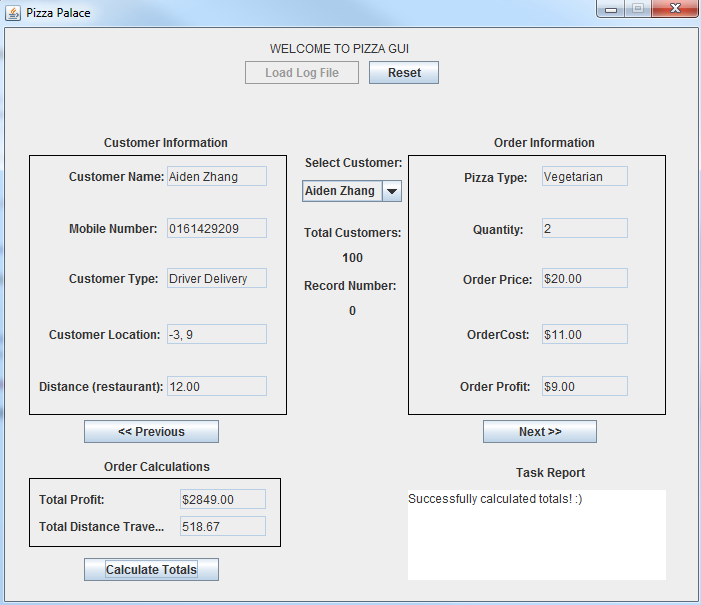 Pizza Palace
WELCOME TO PIZZA GUI
Load Log File
Reset
Customer Information
Customer Name: Aiden Zhang
Mobile Number: 0161429209
Customer Type: Driver Delivery
Customer Location: -3, 9
Distance (restaurant): 12.00
<< Previous
Select Customer:
Aiden Zhang
Total Customers:
100
Record Number:
0
Order Information
Pizza Type: Vegetarian
Quantity: 2
Order Price: $20.00
OrderCost: $11.00
Order Profit: $9.00
Next >>
Order Calculations
Total Profit: $2849.00
Total Distance Trave... 518.67
Calculate Totals
Task Report
Successfully calculated totals! :)